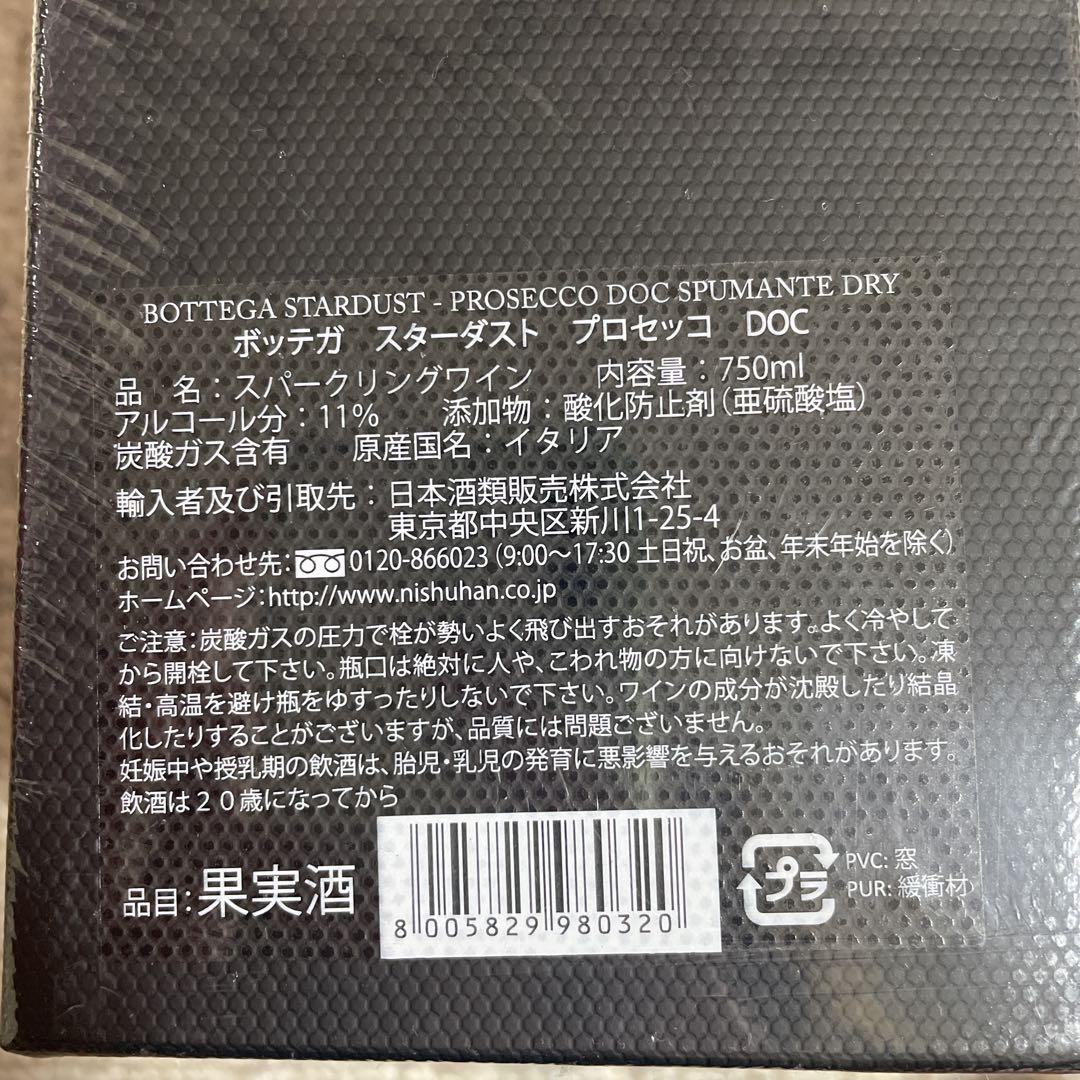 BOTTEGA STARDUST - PROSECCO DOC SPUMANTE DRY
ボッテガ　スターダスト　プロセッコ　DOC
品　名：スパークリングワイン　　内容量：750ml
アルコール分：11%　　添加物：酸化防止剤（亜硫酸塩）
炭酸ガス含有　　原産国名：イタリア
輸入者及び引取先：日本酒類販売株式会社
東京都中央区新川1-25-4
お問い合わせ先：0120-866023（9:00～17:30 土日祝、お盆、年末年始を除く）
ホームページ：http://www.nishuhan.co.jp
ご注意：炭酸ガスの圧力で栓が勢いよく飛び出すおそれがあります。よく冷やして
から開栓して下さい。瓶口は絶対に人や、こわれ物の方に向けないで下さい。凍
結・高温を避け瓶をゆすったりしないで下さい。ワインの成分が沈殿したり結晶
化したりすることがございますが、品質には問題ございません。
妊娠中や授乳期の飲酒は、胎児・乳児の発育に悪影響を与えるおそれがあります。
飲酒は２０歳になってから
品目：果実酒
8 005829 980320
プラ
PVC: 窓
PUR: 緩衝材